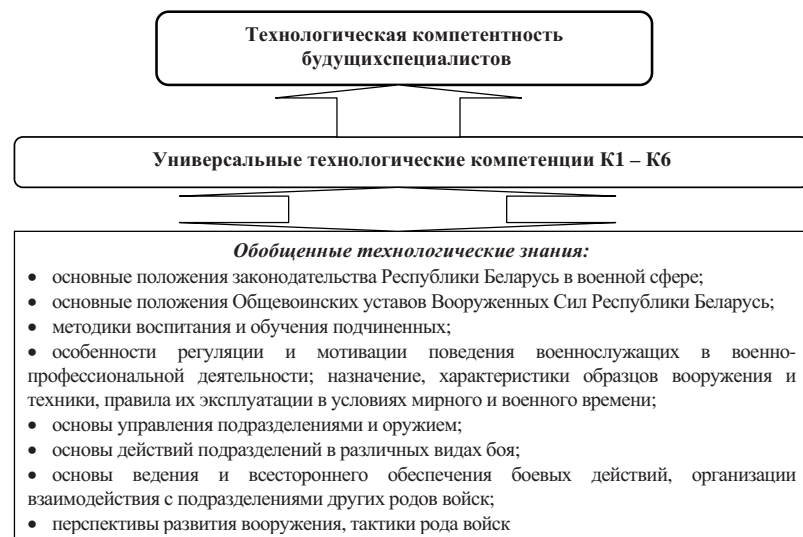 Технологическая компетентность
будущихспециалистов
Универсальные технологические компетенции К1 – К6
Обобщенные технологические знания:
• основные положения законодательства Республики Беларусь в военной сфере;
• основные положения Общевоинских уставов Вооруженных Сил Республики Беларусь;
• методики воспитания и обучения подчиненных;
• особенности регуляции и мотивации поведения военнослужащих в военно-
профессиональной деятельности; назначение, характеристики образцов вооружения и
техники, правила их эксплуатации в условиях мирного и военного времени;
• основы управления подразделениями и оружием;
• основы действий подразделений в различных видах боя;
• основы ведения и всестороннего обеспечения боевых действий, организации
взаимодействия с подразделениями других родов войск;
• перспективы развития вооружения, тактики рода войск